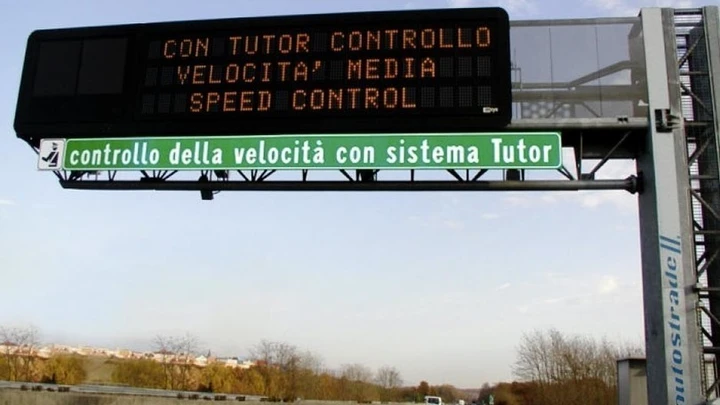 CON TUTOR CONTROLLO
VELOCITA' MEDIA
SPEED CONTROL
controllo della velocità con sistema Tutor
autostrade